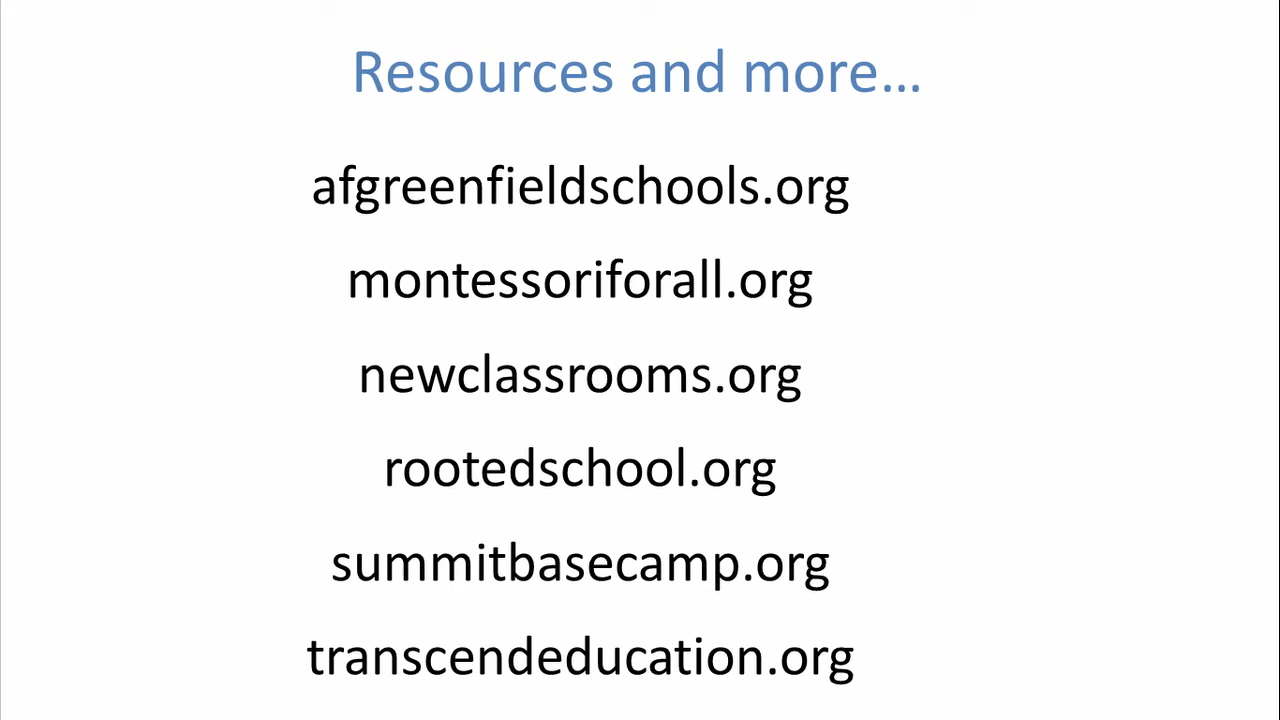 Resources and more…
afgreenfieldschools.org
montessoriforall.org
newclassrooms.org
rootedschool.org
summitbasecamp.org
transcendeducation.org